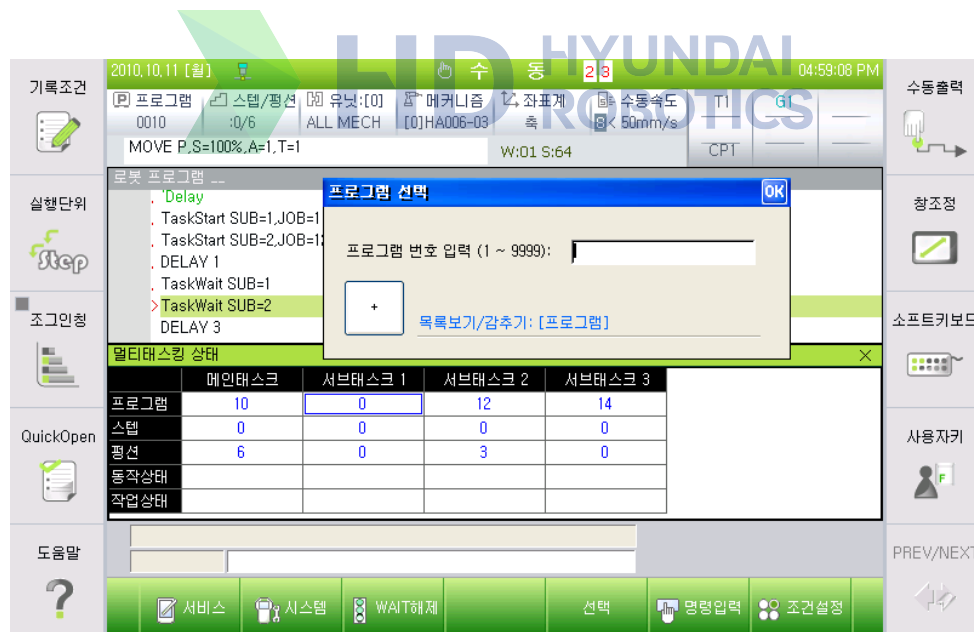 HD HYUNDAI ROBOTICS
기록조건
2010,10,11 [월] 수 동 2 3 04:59:08 PM
수동출력
프로그램 스텝/펑션 유닛:[0] 메커니즘 좌표계 수동속도 T1 G1
0010 :0/6 ALL MECH [0]HA006-03 축 8< 50mm/s
MOVE P,S=100%,A=1,T=1 W:01 S:64 CPT
로봇 프로그램 __
실행단위
Step
'Delay
TaskStart SUB=1,JOB=1
TaskStart SUB=2,JOB=1
DELAY 1
TaskWait SUB=1
>TaskWait SUB=2
DELAY 3
프로그램 선택 OK
프로그램 번호 입력 (1 ~ 9999):
+
목록보기/감추기: [프로그램]
창조정
조그인칭
소프트키보드
멀티태스킹 상태
메인태스크 서브태스크 1 서브태스크 2 서브태스크 3
프로그램 10 0 12 14
스텝 0 0 0 0
펑션 6 0 3 0
동작상태
작업상태
QuickOpen
사용자키
F
도움말
PREV/NEXT
서비스 시스템 WAIT해제 선택 명령입력 조건설정